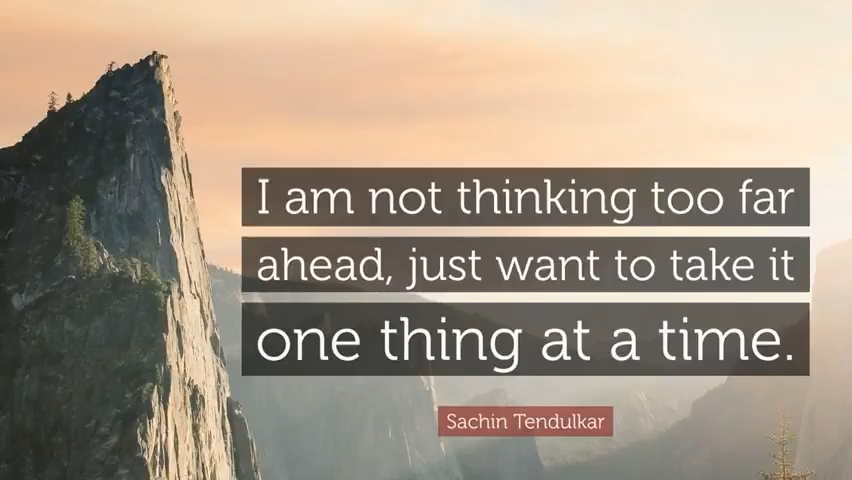 I am not thinking too far
ahead, just want to take it
one thing at a time.
Sachin Tendulkar